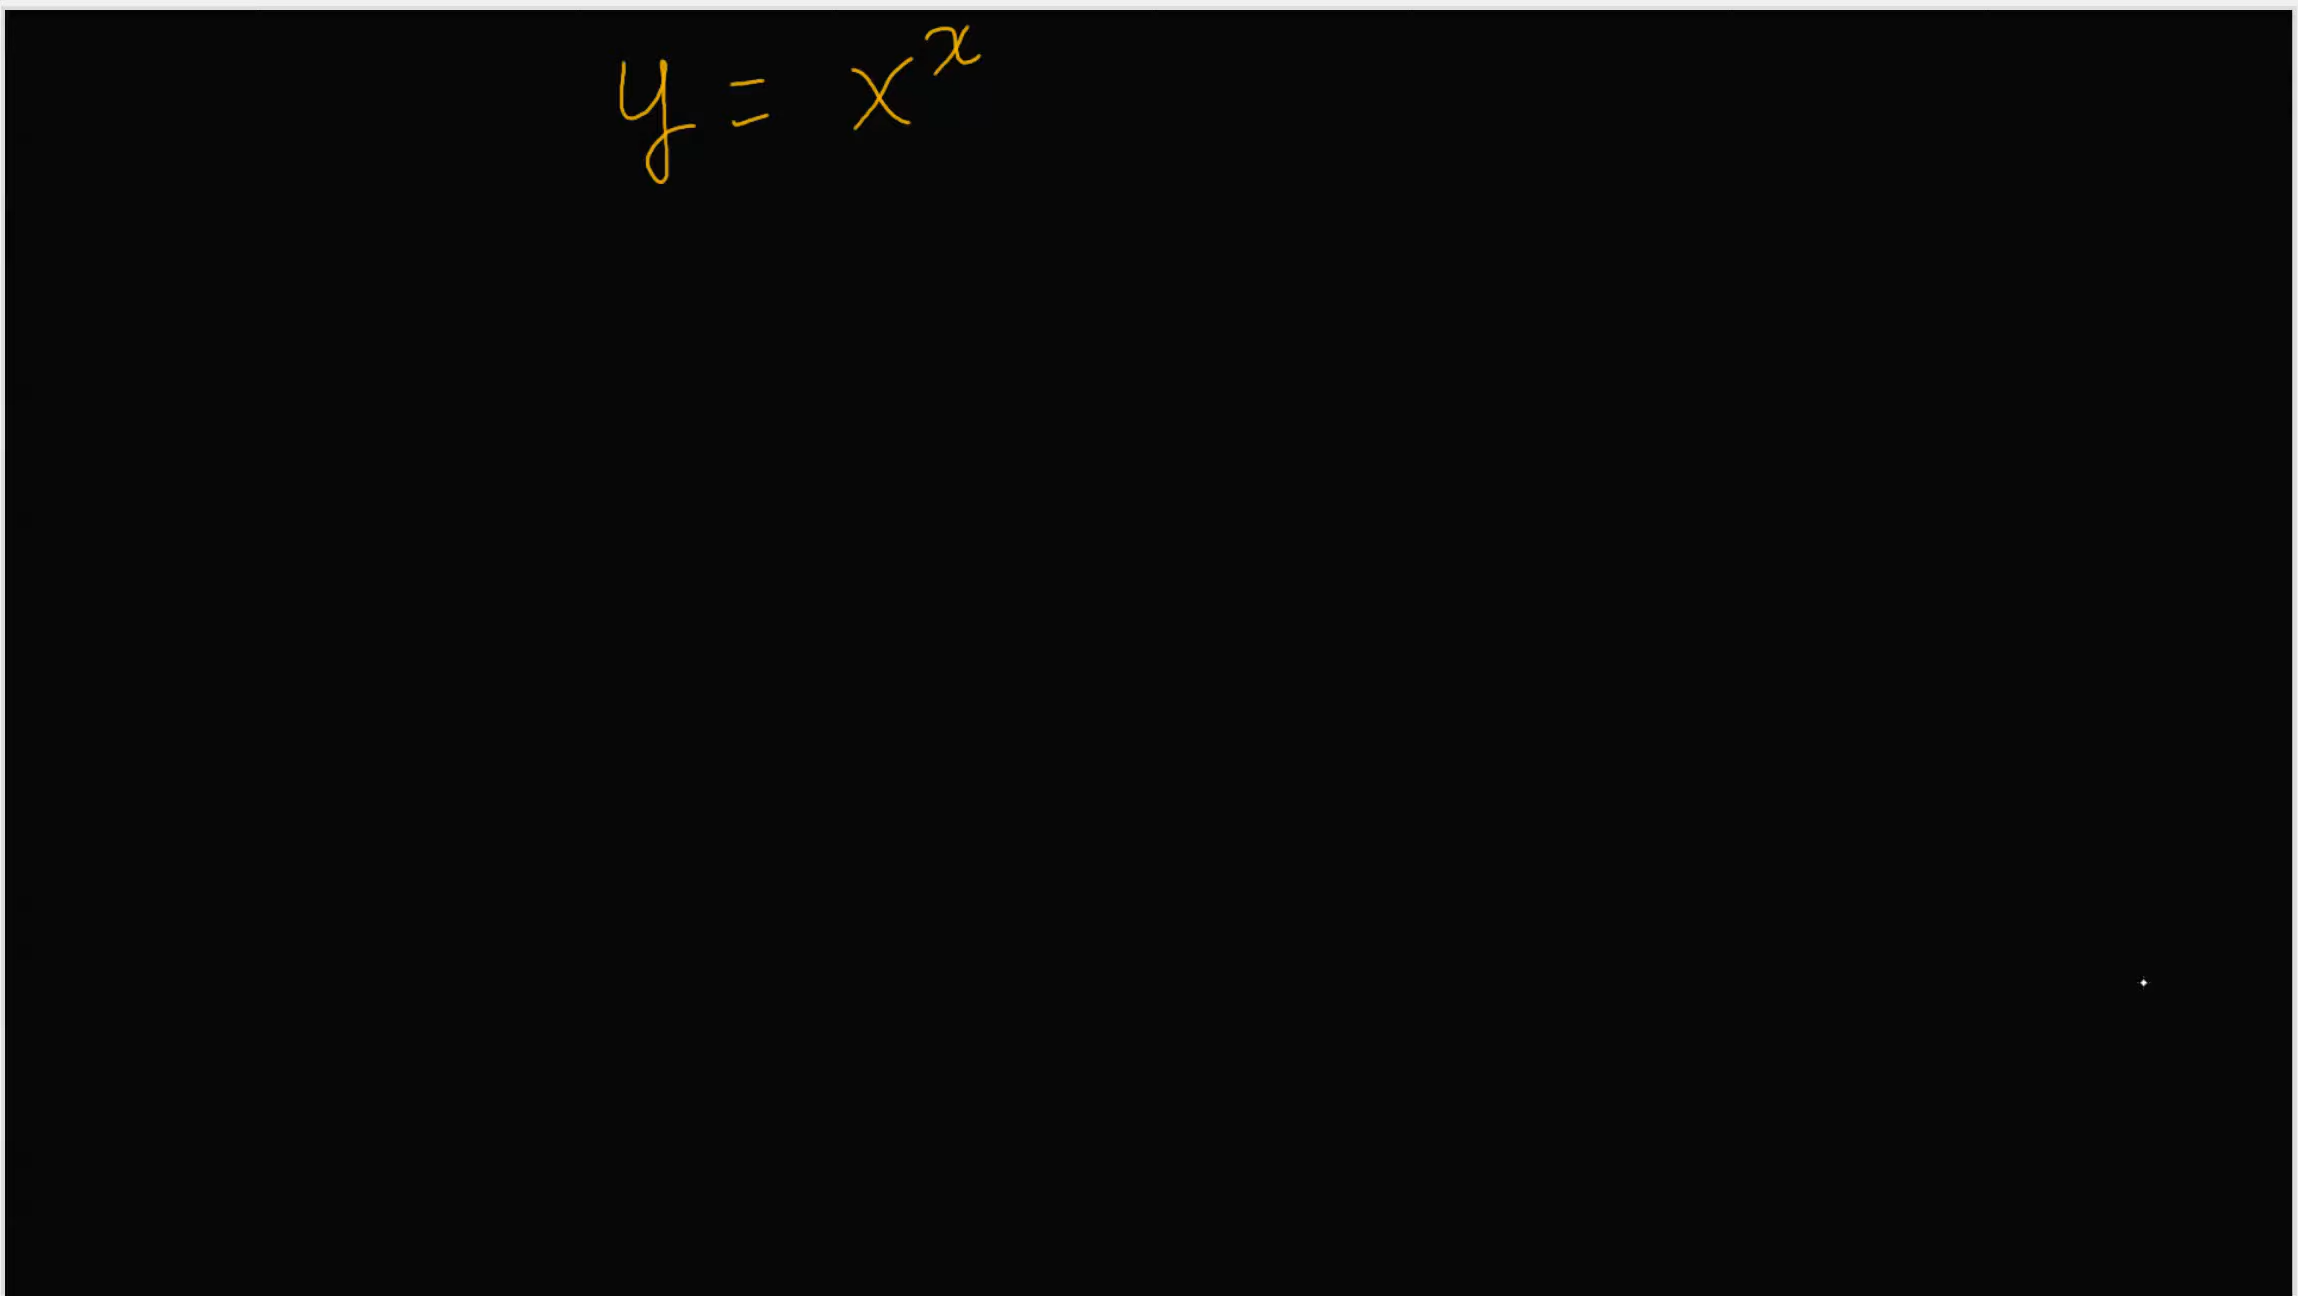 y = x^x